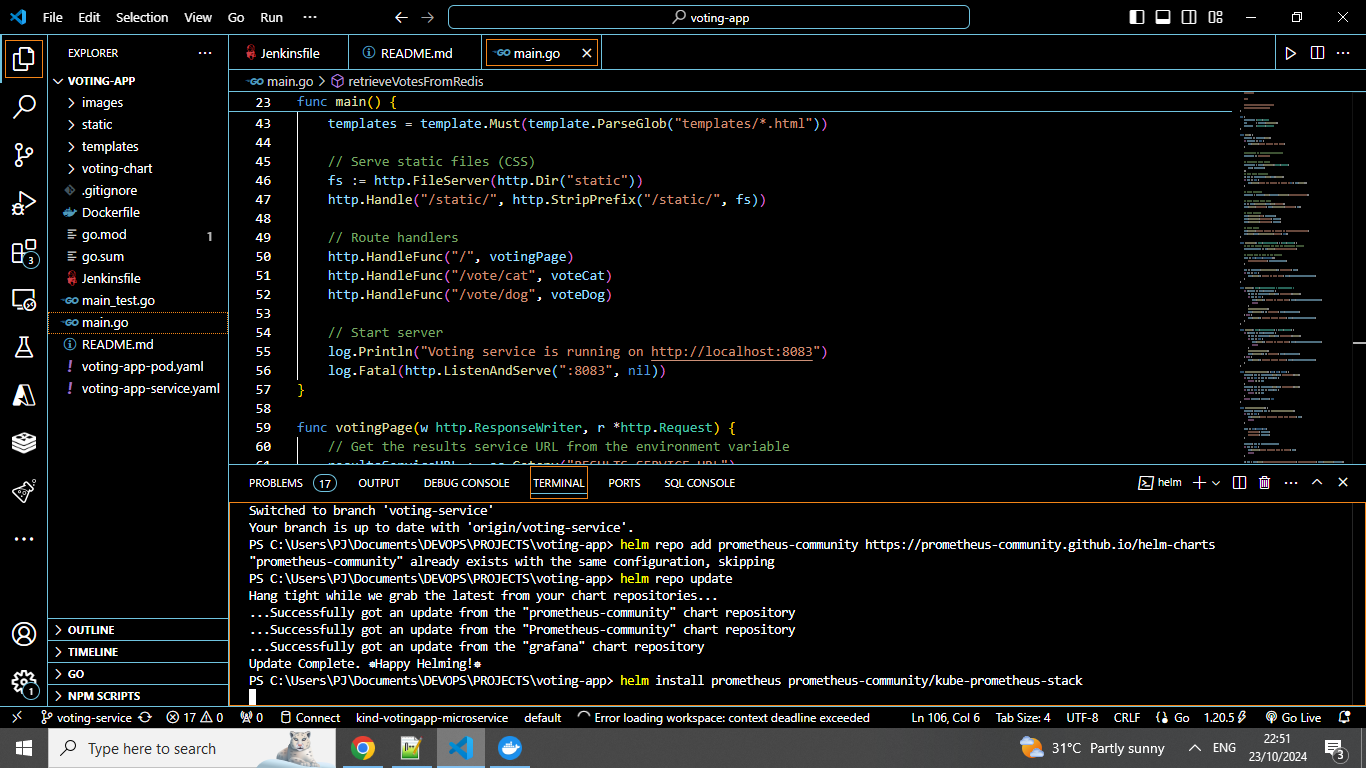 File Edit Selection View Go Run ··· voting-app
EXPLORER ···
VOTING-APP
images
static
templates
voting-chart
.gitignore
Dockerfile
go.mod 1
go.sum
Jenkinsfile
main_test.go
main.go
README.md
voting-app-pod.yaml
voting-app-service.yaml
OUTLINE
TIMELINE
GO
NPM SCRIPTS
3
1
Jenkinsfile README.md main.go
main.go > retrieveVotesFromRedis
23 func main() {
43 templates = template.Must(template.ParseGlob("templates/*.html"))
44
45 // Serve static files (CSS)
46 fs := http.FileServer(http.Dir("static"))
47 http.Handle("/static/", http.StripPrefix("/static/", fs))
48
49 // Route handlers
50 http.HandleFunc("/", votingPage)
51 http.HandleFunc("/vote/cat", voteCat)
52 http.HandleFunc("/vote/dog", voteDog)
53
54 // Start server
55 log.Println("Voting service is running on http://localhost:8083")
56 log.Fatal(http.ListenAndServe(":8083", nil))
57 }
58
59 func votingPage(w http.ResponseWriter, r *http.Request) {
60 // Get the results service URL from the environment variable
PROBLEMS 17 OUTPUT DEBUG CONSOLE TERMINAL PORTS SQL CONSOLE helm
Switched to branch 'voting-service'
Your branch is up to date with 'origin/voting-service'.
PS C:\Users\PJ\Documents\DEVOPS\PROJECTS\voting-app> helm repo add prometheus-community https://prometheus-community.github.io/helm-charts
"prometheus-community" already exists with the same configuration, skipping
PS C:\Users\PJ\Documents\DEVOPS\PROJECTS\voting-app> helm repo update
Hang tight while we grab the latest from your chart repositories...
...Successfully got an update from the "prometheus-community" chart repository
...Successfully got an update from the "Prometheus-community" chart repository
...Successfully got an update from the "grafana" chart repository
Update Complete. ⎈Happy Helming!⎈
PS C:\Users\PJ\Documents\DEVOPS\PROJECTS\voting-app> helm install prometheus prometheus-community/kube-prometheus-stack
voting-service 17 0 0 Connect kind-votingapp-microservice default Error loading workspace: context deadline exceeded Ln 106, Col 6 Tab Size: 4 UTF-8 CRLF Go 1.20.5 Go Live
Type here to search 31°C Partly sunny ENG 22:51
23/10/2024 3